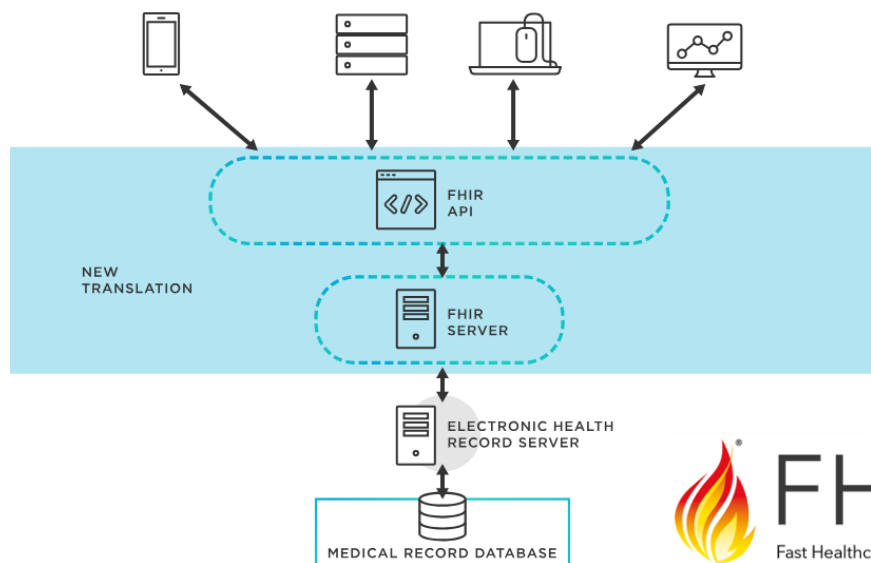 </>
FHIR
API
NEW
TRANSLATION
FHIR
SERVER
ELECTRONIC HEALTH
RECORD SERVER
®
FH
MEDICAL RECORD DATABASE
Fast Healthc